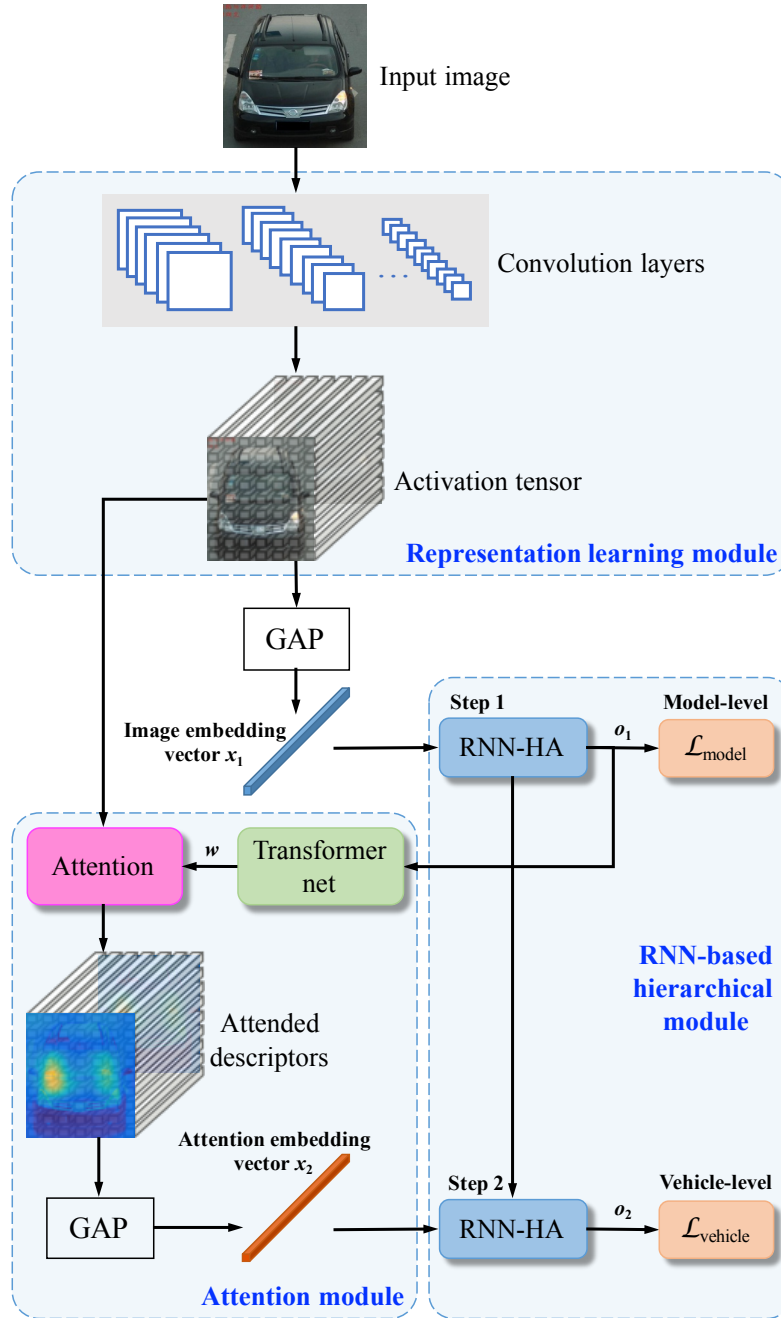 Input image
Convolution layers
. . .
Activation tensor
Representation learning module
GAP
Image embedding
vector x₁
Step 1
RNN-HA
o₁
Model-level
ℒmodel
Attention
w
Transformer
net
RNN-based
hierarchical
module
Attended
descriptors
Attention embedding
vector x₂
GAP
Step 2
RNN-HA
o₂
Vehicle-level
ℒvehicle
Attention module